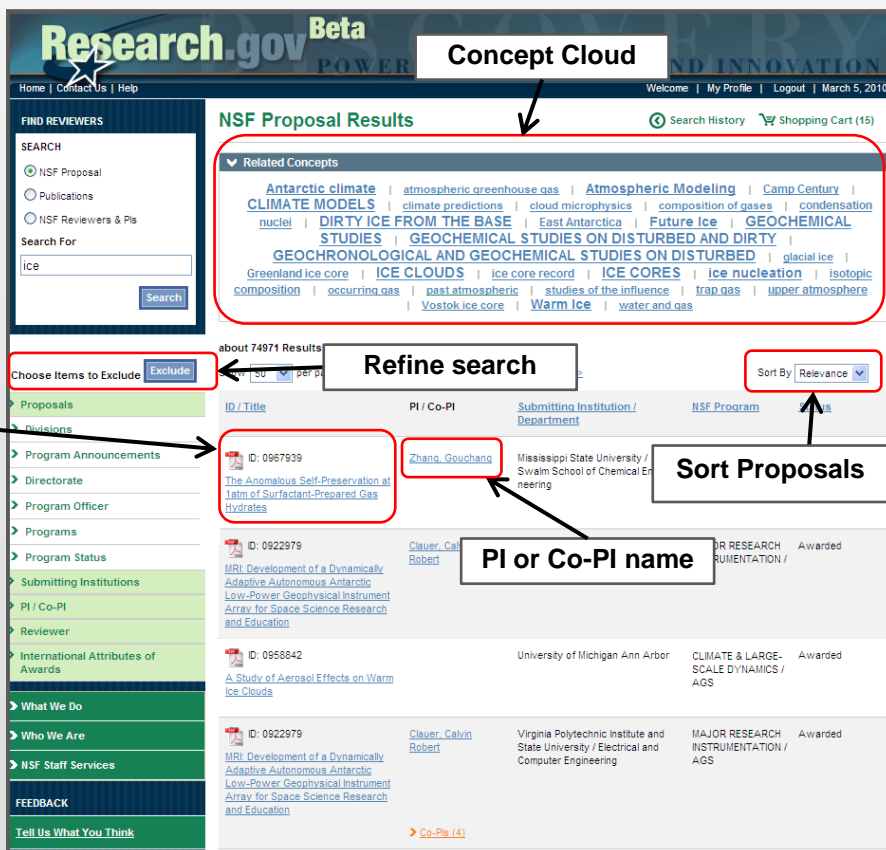 Research.gov Beta
POWER
ND INNOVATION
Concept Cloud
Home | Contact Us | Help
Welcome | My Profile | Logout | March 5, 2010
FIND REVIEWERS
SEARCH
NSF Proposal
Publications
NSF Reviewers & PIs
Search For
ice
Search
Choose Items to Exclude Exclude
Proposals
Divisions
Program Announcements
Directorate
Program Officer
Programs
Program Status
Submitting Institutions
PI / Co-PI
Reviewer
International Attributes of
Awards
What We Do
Who We Are
NSF Staff Services
FEEDBACK
Tell Us What You Think
NSF Proposal Results
Search History Shopping Cart (15)
Related Concepts
Antarctic climate | atmospheric greenhouse gas | Atmospheric Modeling | Camp Century |
CLIMATE MODELS | climate predictions | cloud microphysics | composition of gases | condensation
nuclei | DIRTY ICE FROM THE BASE | East Antarctica | Future Ice | GEOCHEMICAL
STUDIES | GEOCHEMICAL STUDIES ON DISTURBED AND DIRTY |
GEOCHRONOLOGICAL AND GEOCHEMICAL STUDIES ON DISTURBED | glacial ice |
Greenland ice core | ICE CLOUDS | ice core record | ICE CORES | ice nucleation | isotopic
composition | occurring gas | past atmospheric | studies of the influence | trap gas | upper atmosphere
| Vostok ice core | Warm Ice | water and gas
about 74971 Results
Refine search
50 per pa
Sort By Relevance
ID / Title
PI / Co-PI
Submitting Institution /
Department
NSF Program
Sort Proposals
ID: 0967939
The Anomalous Self-Preservation at
1atm of Surfactant-Prepared Gas
Hydrates
Zhang, Gouchang
Mississippi State University /
Swalm School of Chemical En
neering
PI or Co-PI name
ID: 0922979
MRI: Development of a Dynamically
Adaptive Autonomous Antarctic
Low-Power Geophysical Instrument
Array for Space Science Research
and Education
Clauer, Cal
Robert
OR RESEARCH
RUMENTATION /
Awarded
ID: 0958842
A Study of Aerosol Effects on Warm
Ice Clouds
University of Michigan Ann Arbor
CLIMATE & LARGE-
SCALE DYNAMICS /
AGS
Awarded
ID: 0922979
MRI: Development of a Dynamically
Adaptive Autonomous Antarctic
Low-Power Geophysical Instrument
Array for Space Science Research
and Education
Clauer, Calvin
Robert
Co-PIs (4)
Virginia Polytechnic Institute and
State University / Electrical and
Computer Engineering
MAJOR RESEARCH
INSTRUMENTATION /
AGS
Awarded